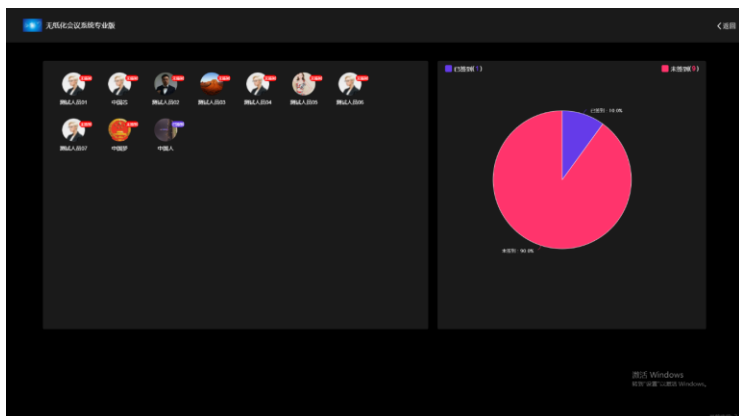 无纸化会议系统专业版
返回
测试人员01 中国芯 测试人员02 测试人员03 测试人员04 测试人员05 测试人员06
测试人员07 中国梦 中国人
已签到(1) 未签到(9)
已签到: 10.0%
未签到: 90.0%
激活 Windows
转到"设置"以激活 Windows。